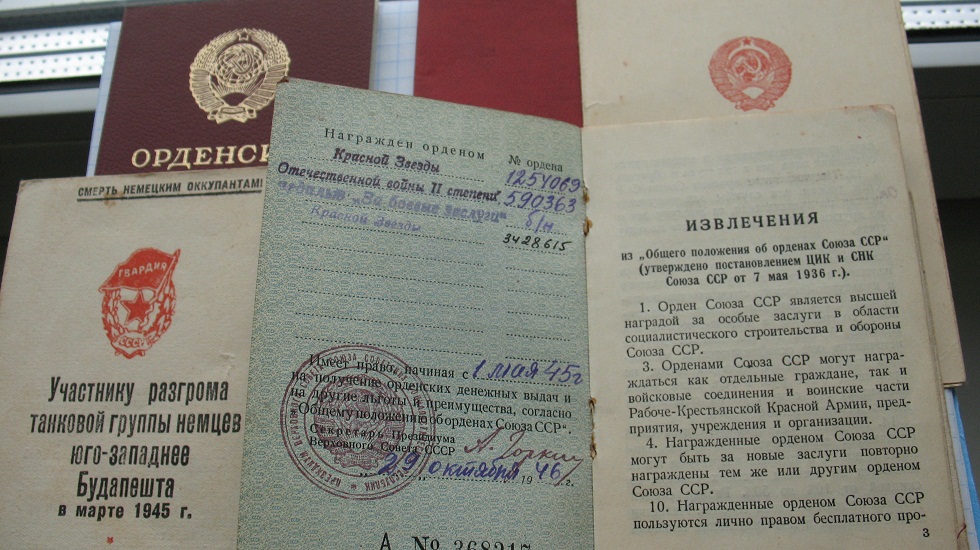 ОРДЕНСК
СМЕРТЬ НЕМЕЦКИМ ОККУПАНТАМ!
ГВАРДИЯ
СССР
Участнику разгрома
танковой группы немцев
юго-западнее
Будапешта
в марте 1945 г.
Награжден орденом
№ ордена
Красной Звезды
1254069
Отечественной войны II степени
590363
медалью „За боевые заслуги"
б/н
Красной Звезды
3428615
Имеет право, начиная с 1 мая 45г
на получение орденских денежных выдач и
на другие льготы и преимущества, согласно
„Общему положению об орденах Союза ССР".
Секретарь Президиума
Верховного Совета СССР
А. Горкин
„29" октября 1946 г.
А № 368217
ИЗВЛЕЧЕНИЯ
из „Общего положения об орденах Союза ССР"
(утверждено постановлением ЦИК и СНК
Союза ССР от 7 мая 1936 г.).
1. Орден Союза ССР является высшей
наградой за особые заслуги в области
социалистического строительства и обороны
Союза ССР.
3. Орденами Союза ССР могут награ-
ждаться как отдельные граждане, так и
войсковые соединения и воинские части
Рабоче-Крестьянской Красной Армии, пред-
приятия, учреждения и организации.
4. Награжденные орденом Союза ССР
могут быть за новые заслуги повторно
награждены тем же или другим орденом
Союза ССР.
10. Награжденные орденом Союза ССР
пользуются лично правом бесплатного про-
3